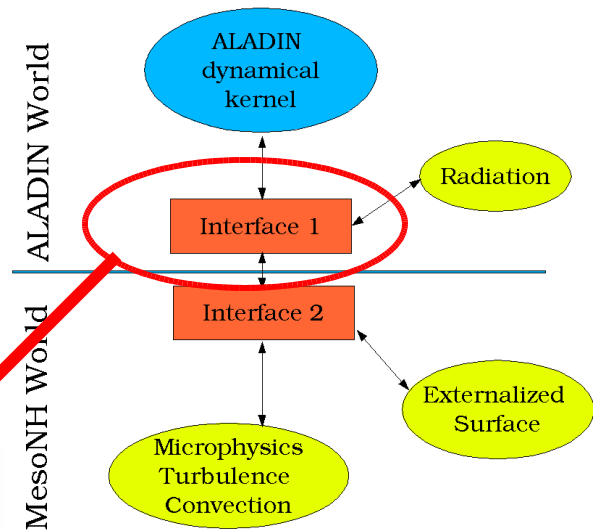 ALADIN World
ALADIN
dynamical
kernel
Radiation
Interface 1
Interface 2
MesoNH World
Externalized
Surface
Microphysics
Turbulence
Convection